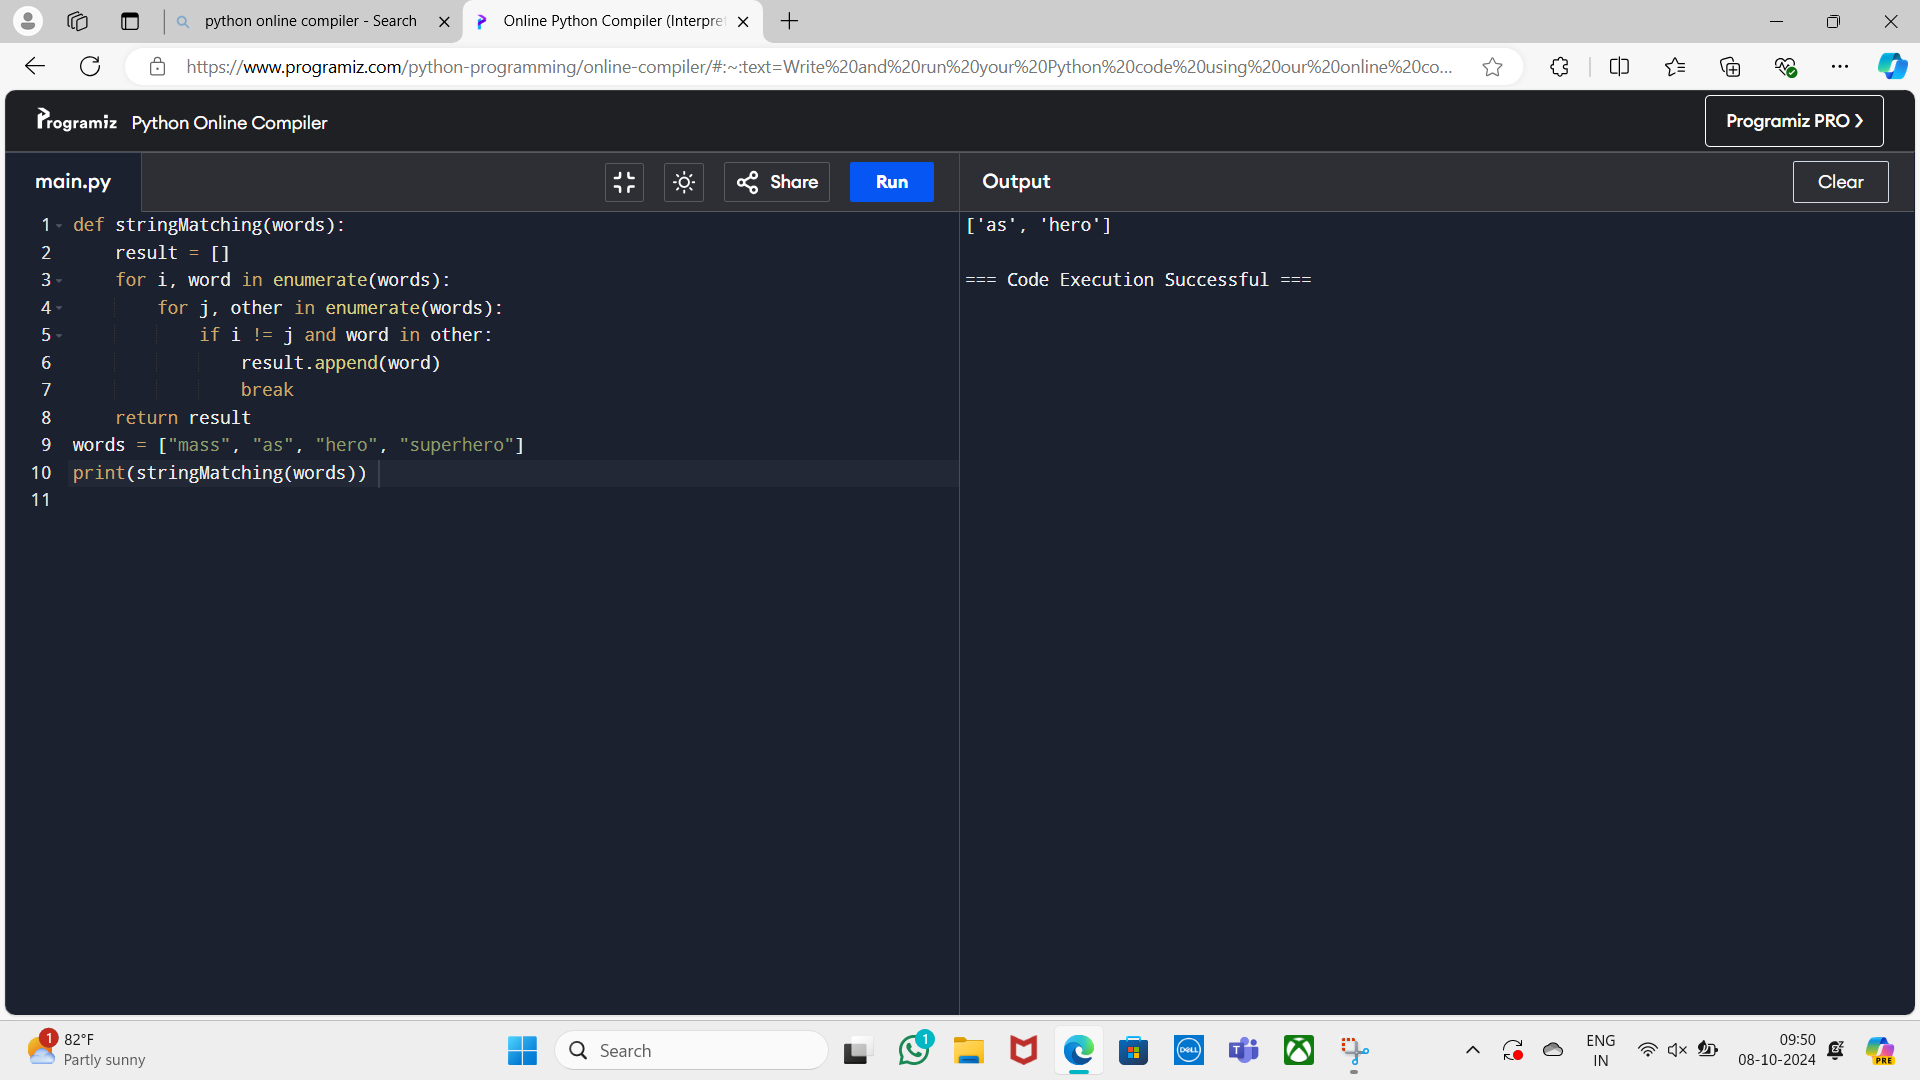 python online compiler - Search
Online Python Compiler (Interpre
https://www.programiz.com/python-programming/online-compiler/#:~:text=Write%20and%20run%20your%20Python%20code%20using%20our%20online%20co...
Programiz Python Online Compiler
Programiz PRO ❯
main.py
Share
Run
Output
Clear
1 def stringMatching(words):
2     result = []
3     for i, word in enumerate(words):
4         for j, other in enumerate(words):
5             if i != j and word in other:
6                 result.append(word)
7                 break
8     return result
9 words = ["mass", "as", "hero", "superhero"]
10 print(stringMatching(words))
11
['as', 'hero']
=== Code Execution Successful ===
1
82°F
Partly sunny
Search
1
DELL
ENG
IN
09:50
08-10-2024
PRE